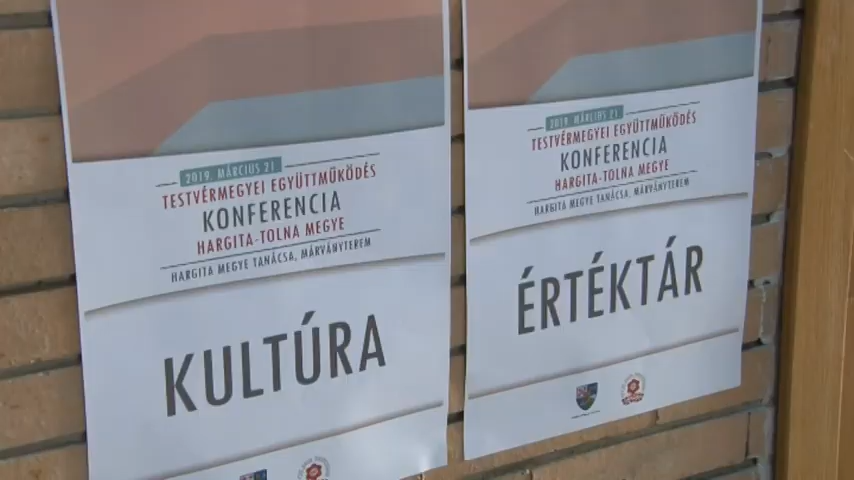 2019. MÁRCIUS 21
TESTVÉRMEGYEI EGYÜTTMŰKÖDÉS
KONFERENCIA
HARGITA-TOLNA MEGYE
HARGITA MEGYE TANÁCSA, MÁRVÁNYTEREM
KULTÚRA
2019. MÁRCIUS 21
TESTVÉRMEGYEI EGYÜTTMŰKÖDÉS
KONFERENCIA
HARGITA-TOLNA MEGYE
HARGITA MEGYE TANÁCSA, MÁRVÁNYTEREM
ÉRTÉKTÁR